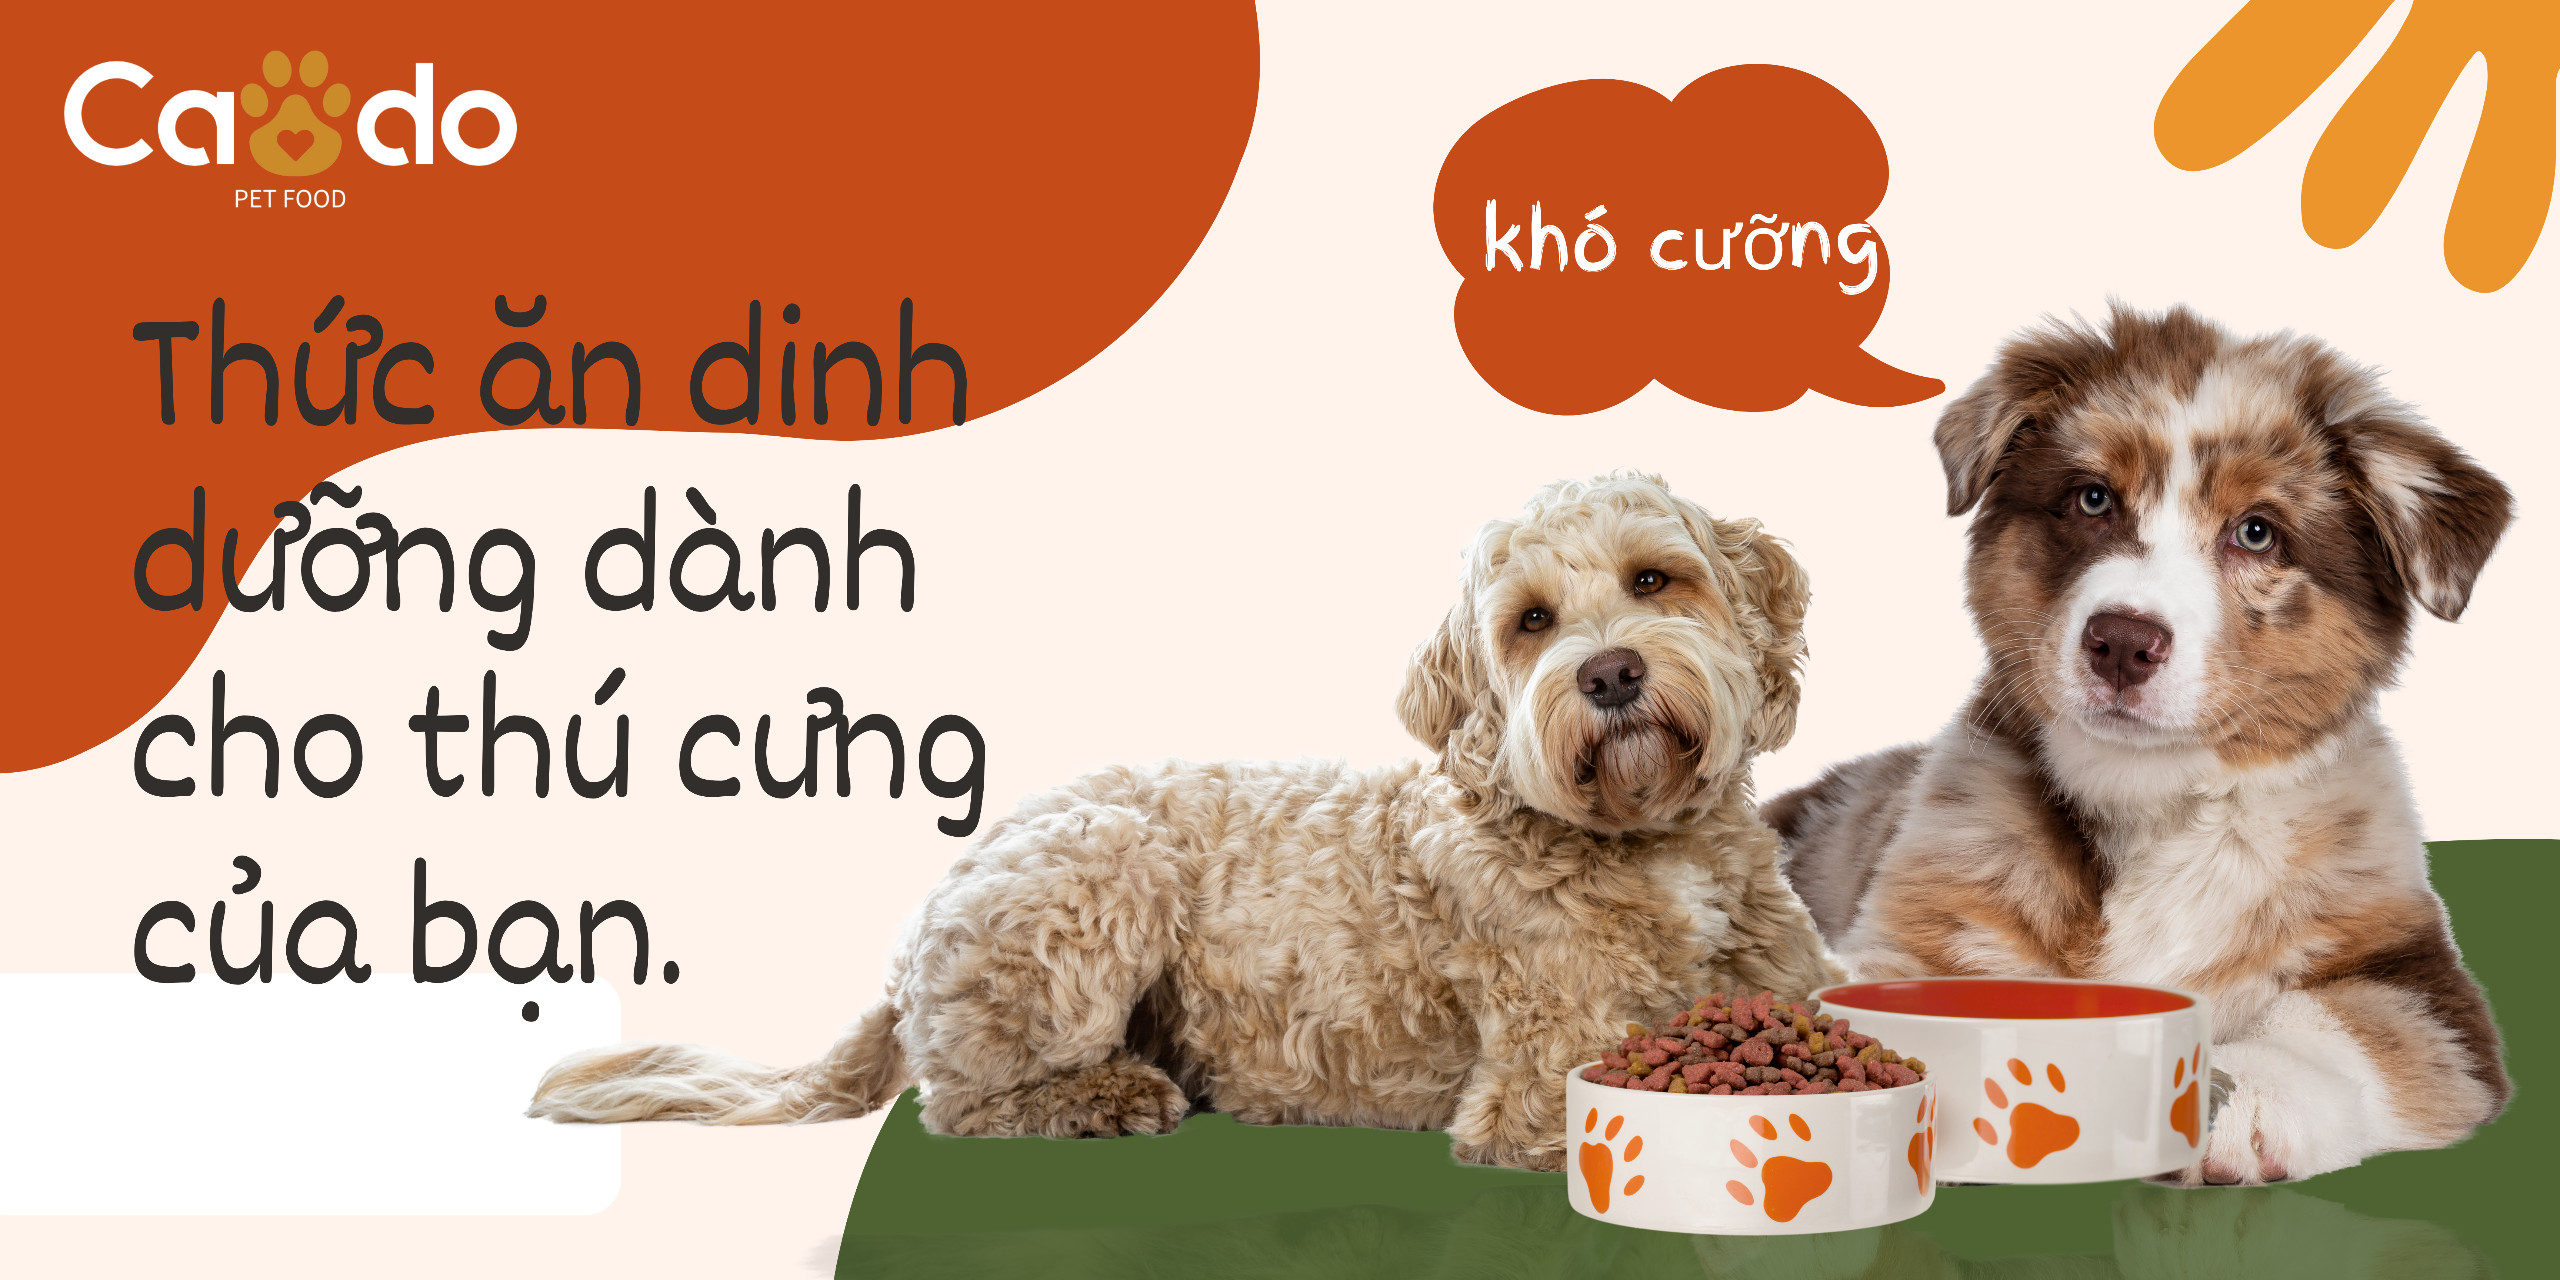 Cado
PET FOOD
khó cưỡng
Thức ăn dinh
dưỡng dành
cho thú cưng
của bạn.